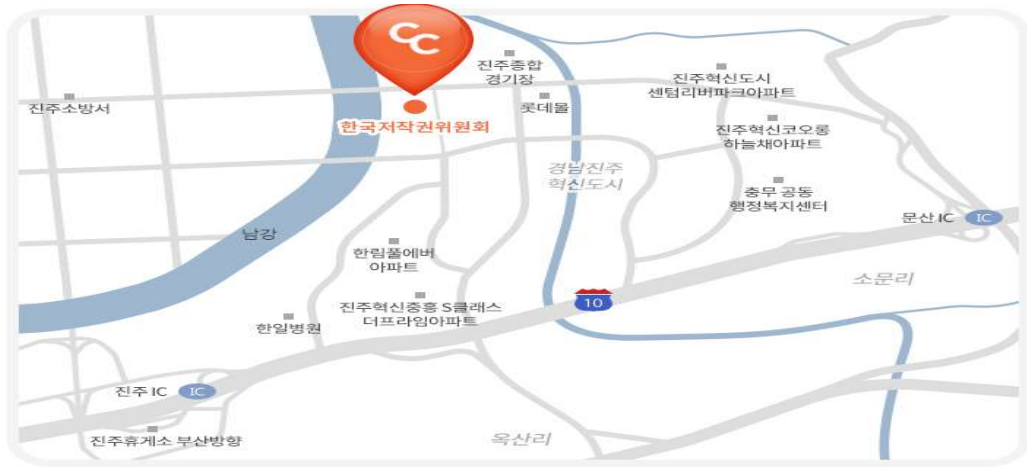 CC
진주종합
경기장
진주혁신도시
센텀리버파크아파트
진주소방서
롯데몰
한국저작권위원회
진주혁신코오롱
하늘채아파트
경남진주
혁신도시
충무 공동
행정복지센터
문산 IC
IC
남강
한림풀에버
아파트
소문리
진주혁신중흥 S클래스
더프라임아파트
10
한일병원
진주 IC
IC
진주휴게소 부산방향
옥산리